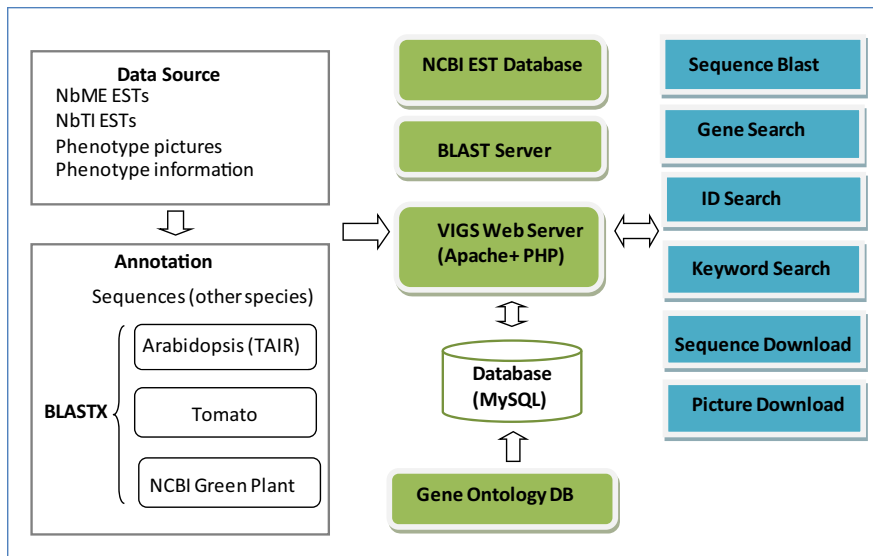 Data Source
NbME ESTs
NbTI ESTs
Phenotype pictures
Phenotype information
Annotation
Sequences (other species)
BLASTX
Arabidopsis (TAIR)
Tomato
NCBI Green Plant
NCBI EST Database
BLAST Server
VIGS Web Server
(Apache+ PHP)
Database
(MySQL)
Gene Ontology DB
Sequence Blast
Gene Search
ID Search
Keyword Search
Sequence Download
Picture Download